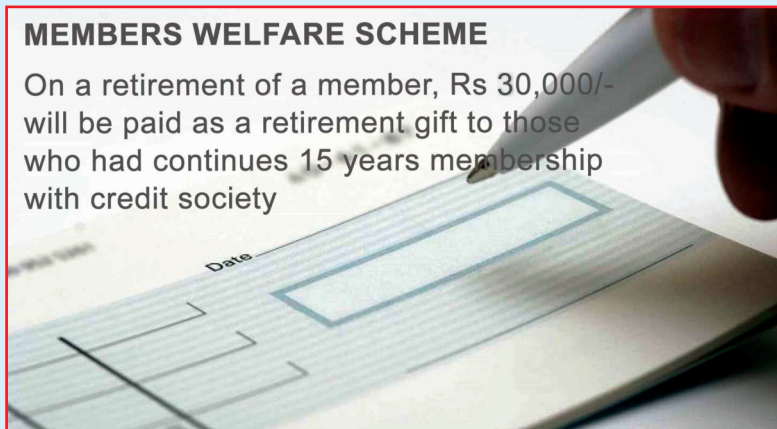 MEMBERS WELFARE SCHEME
On a retirement of a member, Rs 30,000/-
will be paid as a retirement gift to those
who had continues 15 years membership
with credit society
Date